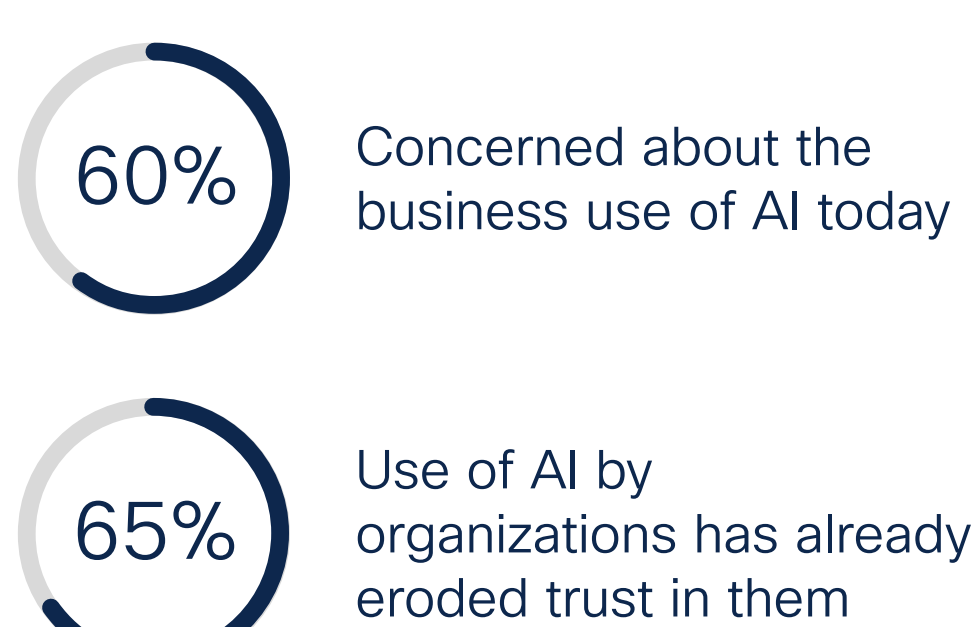 60%
Concerned about the
business use of AI today
65%
Use of AI by
organizations has already
eroded trust in them